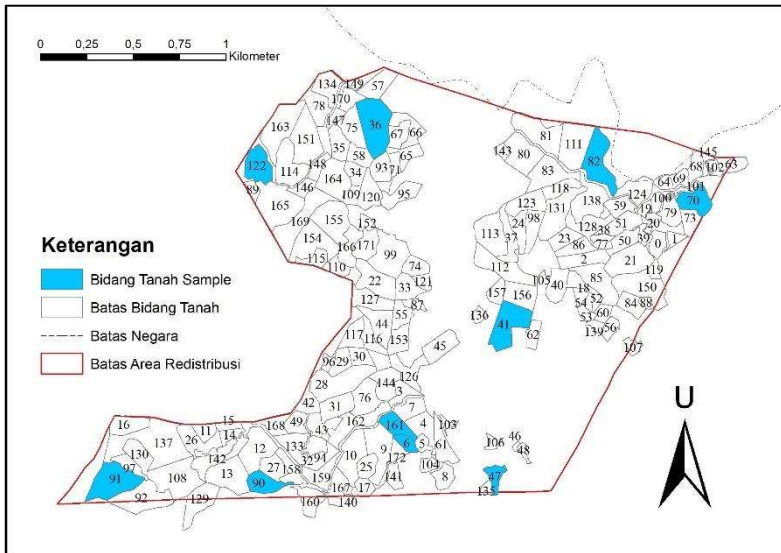 0 0,25 0,5 0,75 1
Kilometer
134 149 57
78 170
163 147 75 36 67 66
151 35 58 65
122 114 148 164 34 93 71
89 146 109 120 95
165
169 155 152
154 166 171 99
115 110 74
22 33 121
127 55 87
44
117 116 153
96 29 30 45
28 126
144 3
42 31 76 7
16 15 168 49 43 162 161 4 103
11 14
137 26 12 133 6 5 61
130 142 32 94 10 9 172
97 27 158 25 104
91 108 13 90 159 141 8
92 129 167 17
160 140
81 111
143 80 82 145
83 68 102 63
118 64 69
138 124 101
123 131 59 19 100 70
98 79 73
24 128 38 51 20
113 37 23 86 77 50 39 0 1
112 2 21 119
105 40 85 150
157 156 18
54 52 84 88
136 41 53 60
62 139 56
107
106 46
48
47
135
Keterangan
Bidang Tanah Sample
Batas Bidang Tanah
Batas Negara
Batas Area Redistribusi
U